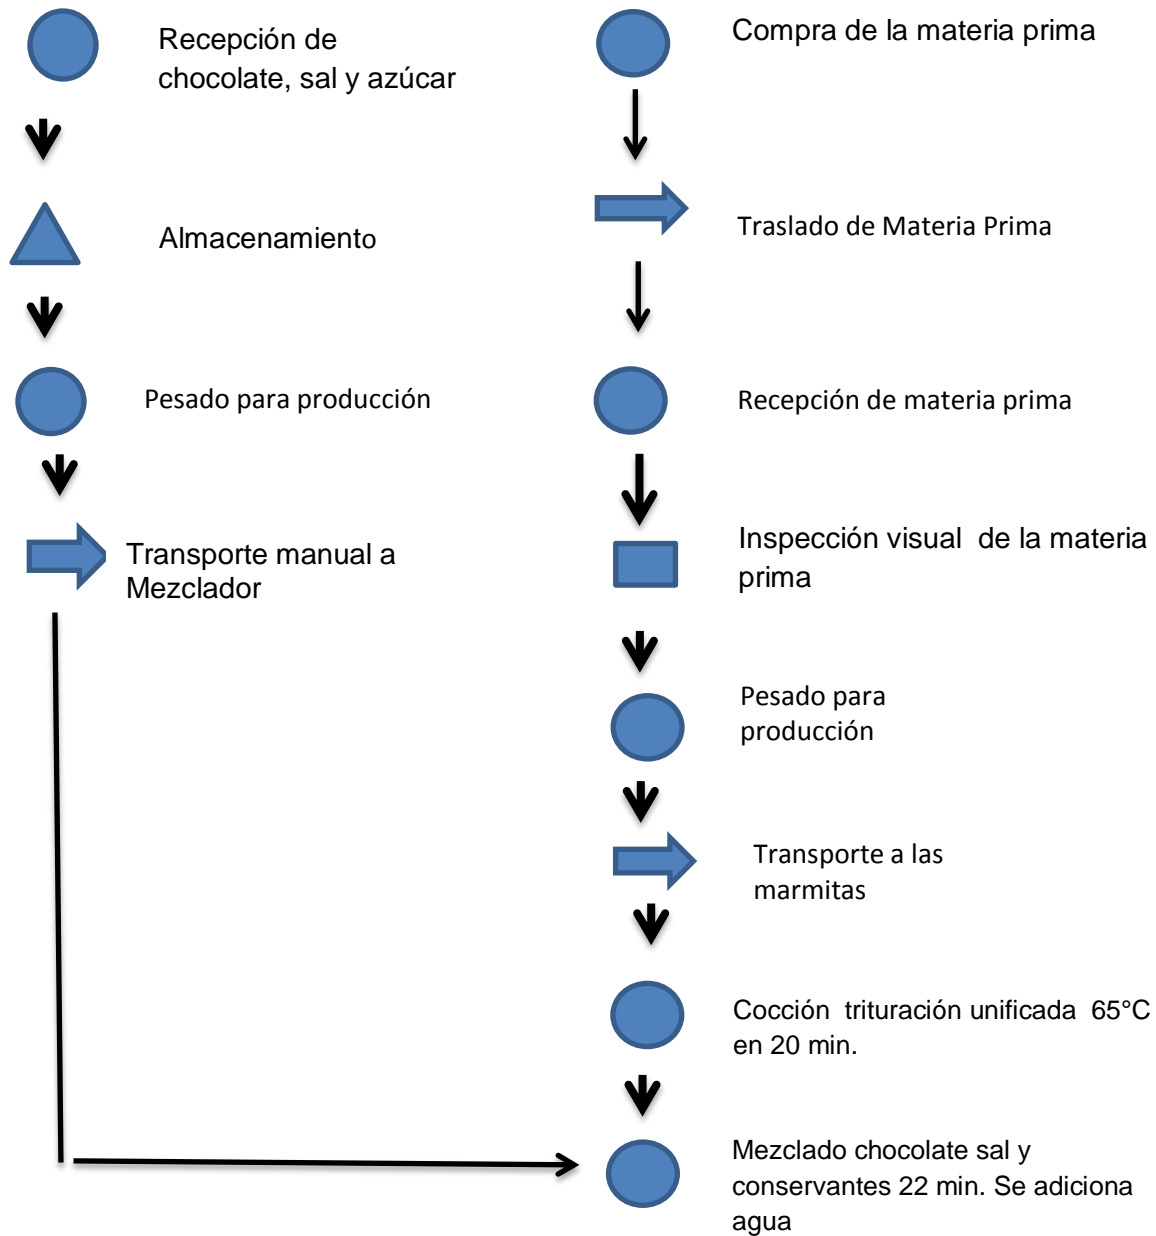 Recepción de
chocolate, sal y azúcar
Almacenamiento
Pesado para producción
Transporte manual a
Mezclador
Compra de la materia prima
Traslado de Materia Prima
Recepción de materia prima
Inspección visual  de la materia
prima
Pesado para
producción
Transporte a las
marmitas
Cocción  trituración unificada  65°C
en 20 min.
Mezclado chocolate sal y
conservantes 22 min. Se adiciona
agua